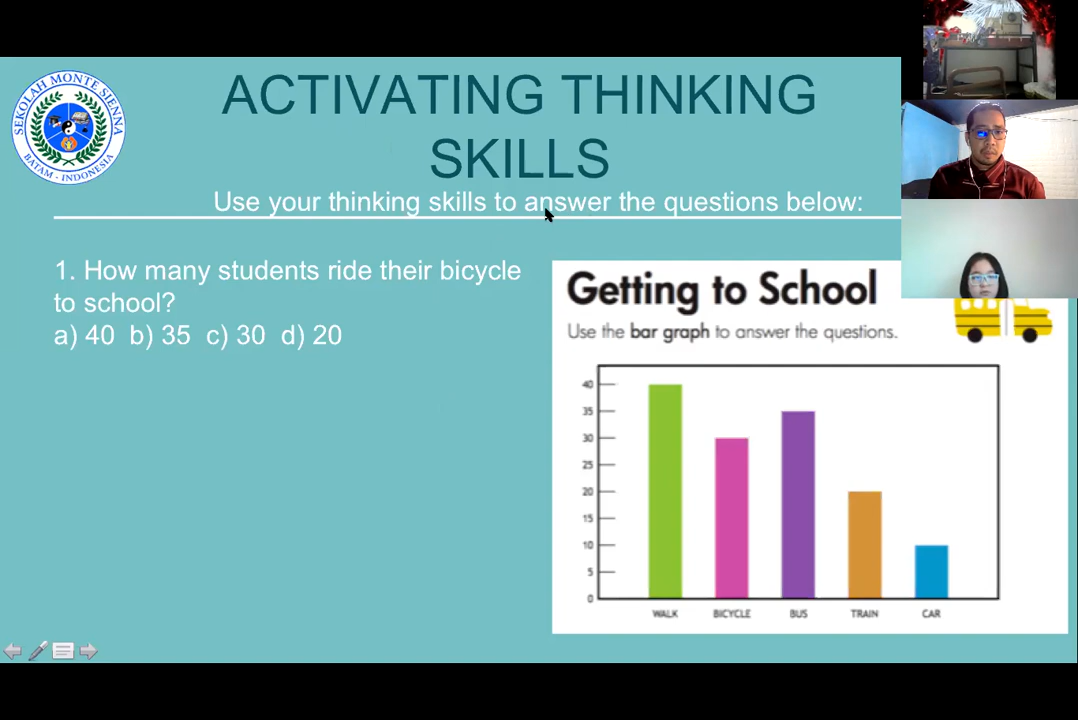 SEKOLAH MONTE SIENNA
BATAM - INDONESIA
ACTIVATING THINKING
SKILLS
Use your thinking skills to answer the questions below:
1. How many students ride their bicycle
to school?
a) 40 b) 35 c) 30 d) 20
Getting to School
Use the bar graph to answer the questions.
40
35
30
25
20
15
10
5
0
WALK BICYCLE BUS TRAIN CAR